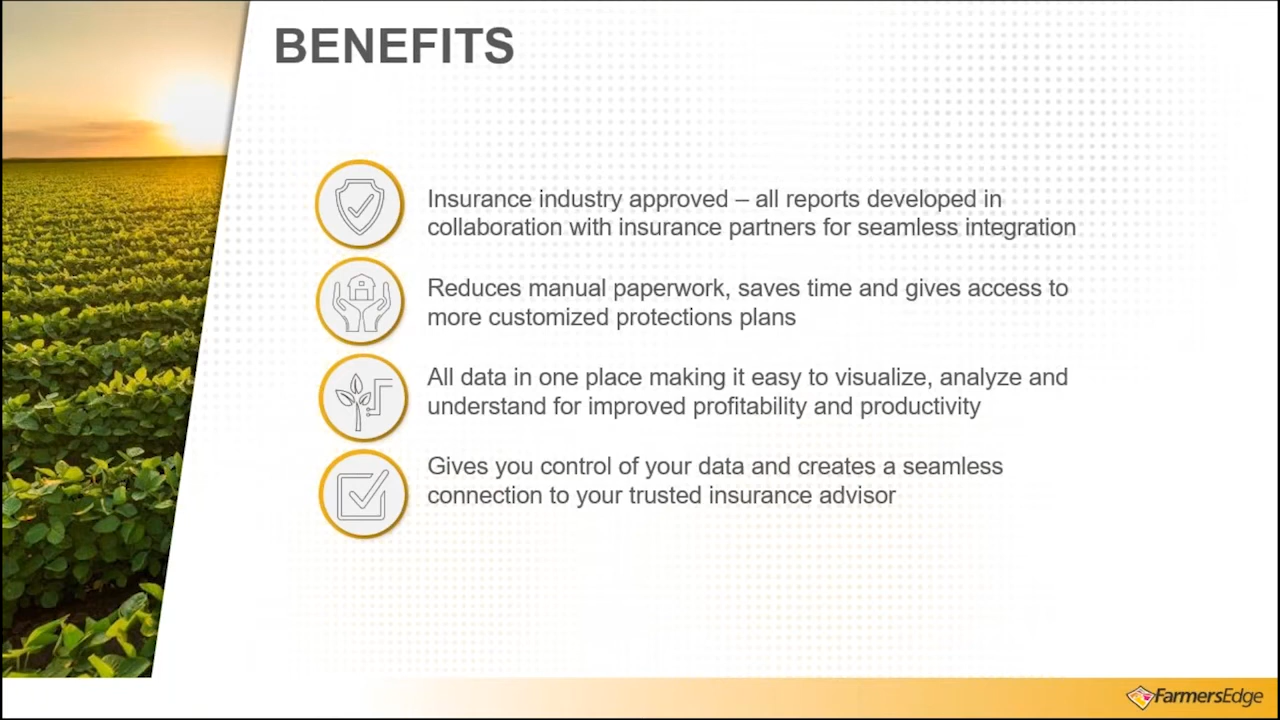 BENEFITS
Insurance industry approved – all reports developed in
collaboration with insurance partners for seamless integration
Reduces manual paperwork, saves time and gives access to
more customized protections plans
All data in one place making it easy to visualize, analyze and
understand for improved profitability and productivity
Gives you control of your data and creates a seamless
connection to your trusted insurance advisor
FarmersEdge